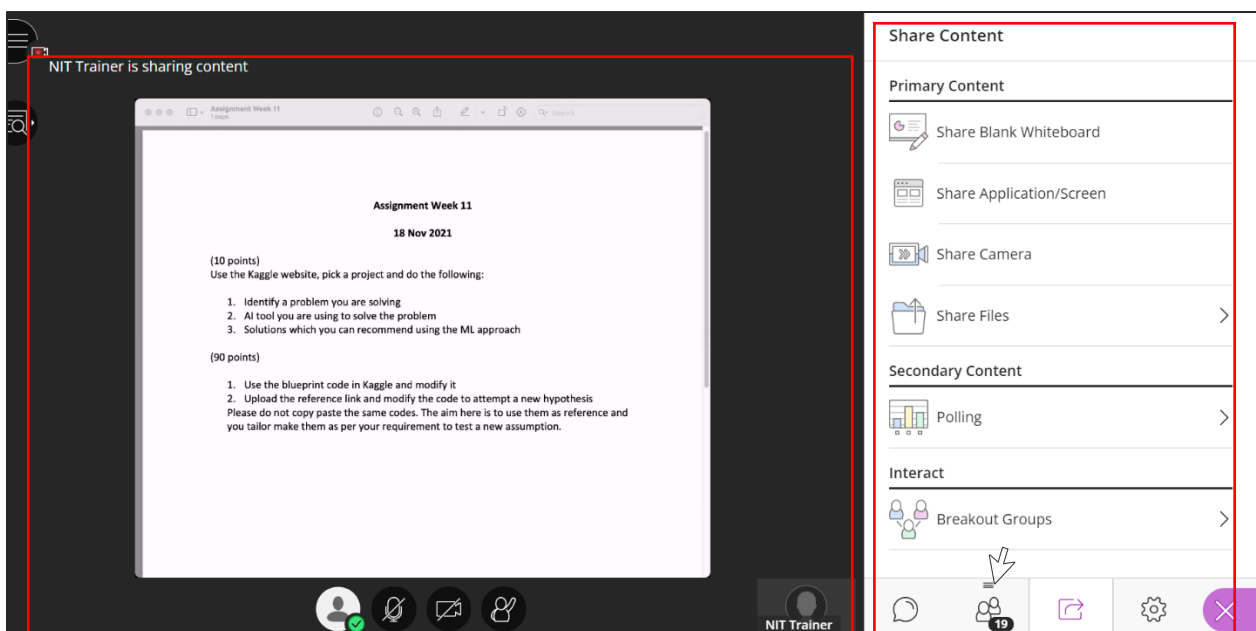 NIT Trainer is sharing content
Assignment Week 11
1 page
Search
Assignment Week 11
18 Nov 2021
(10 points)
Use the Kaggle website, pick a project and do the following:
1. Identify a problem you are solving
2. AI tool you are using to solve the problem
3. Solutions which you can recommend using the ML approach
(90 points)
1. Use the blueprint code in Kaggle and modify it
2. Upload the reference link and modify the code to attempt a new hypothesis
Please do not copy paste the same codes. The aim here is to use them as reference and
you tailor make them as per your requirement to test a new assumption.
NIT Trainer
Share Content
Primary Content
Share Blank Whiteboard
Share Application/Screen
Share Camera
Share Files
Secondary Content
Polling
Interact
Breakout Groups
19